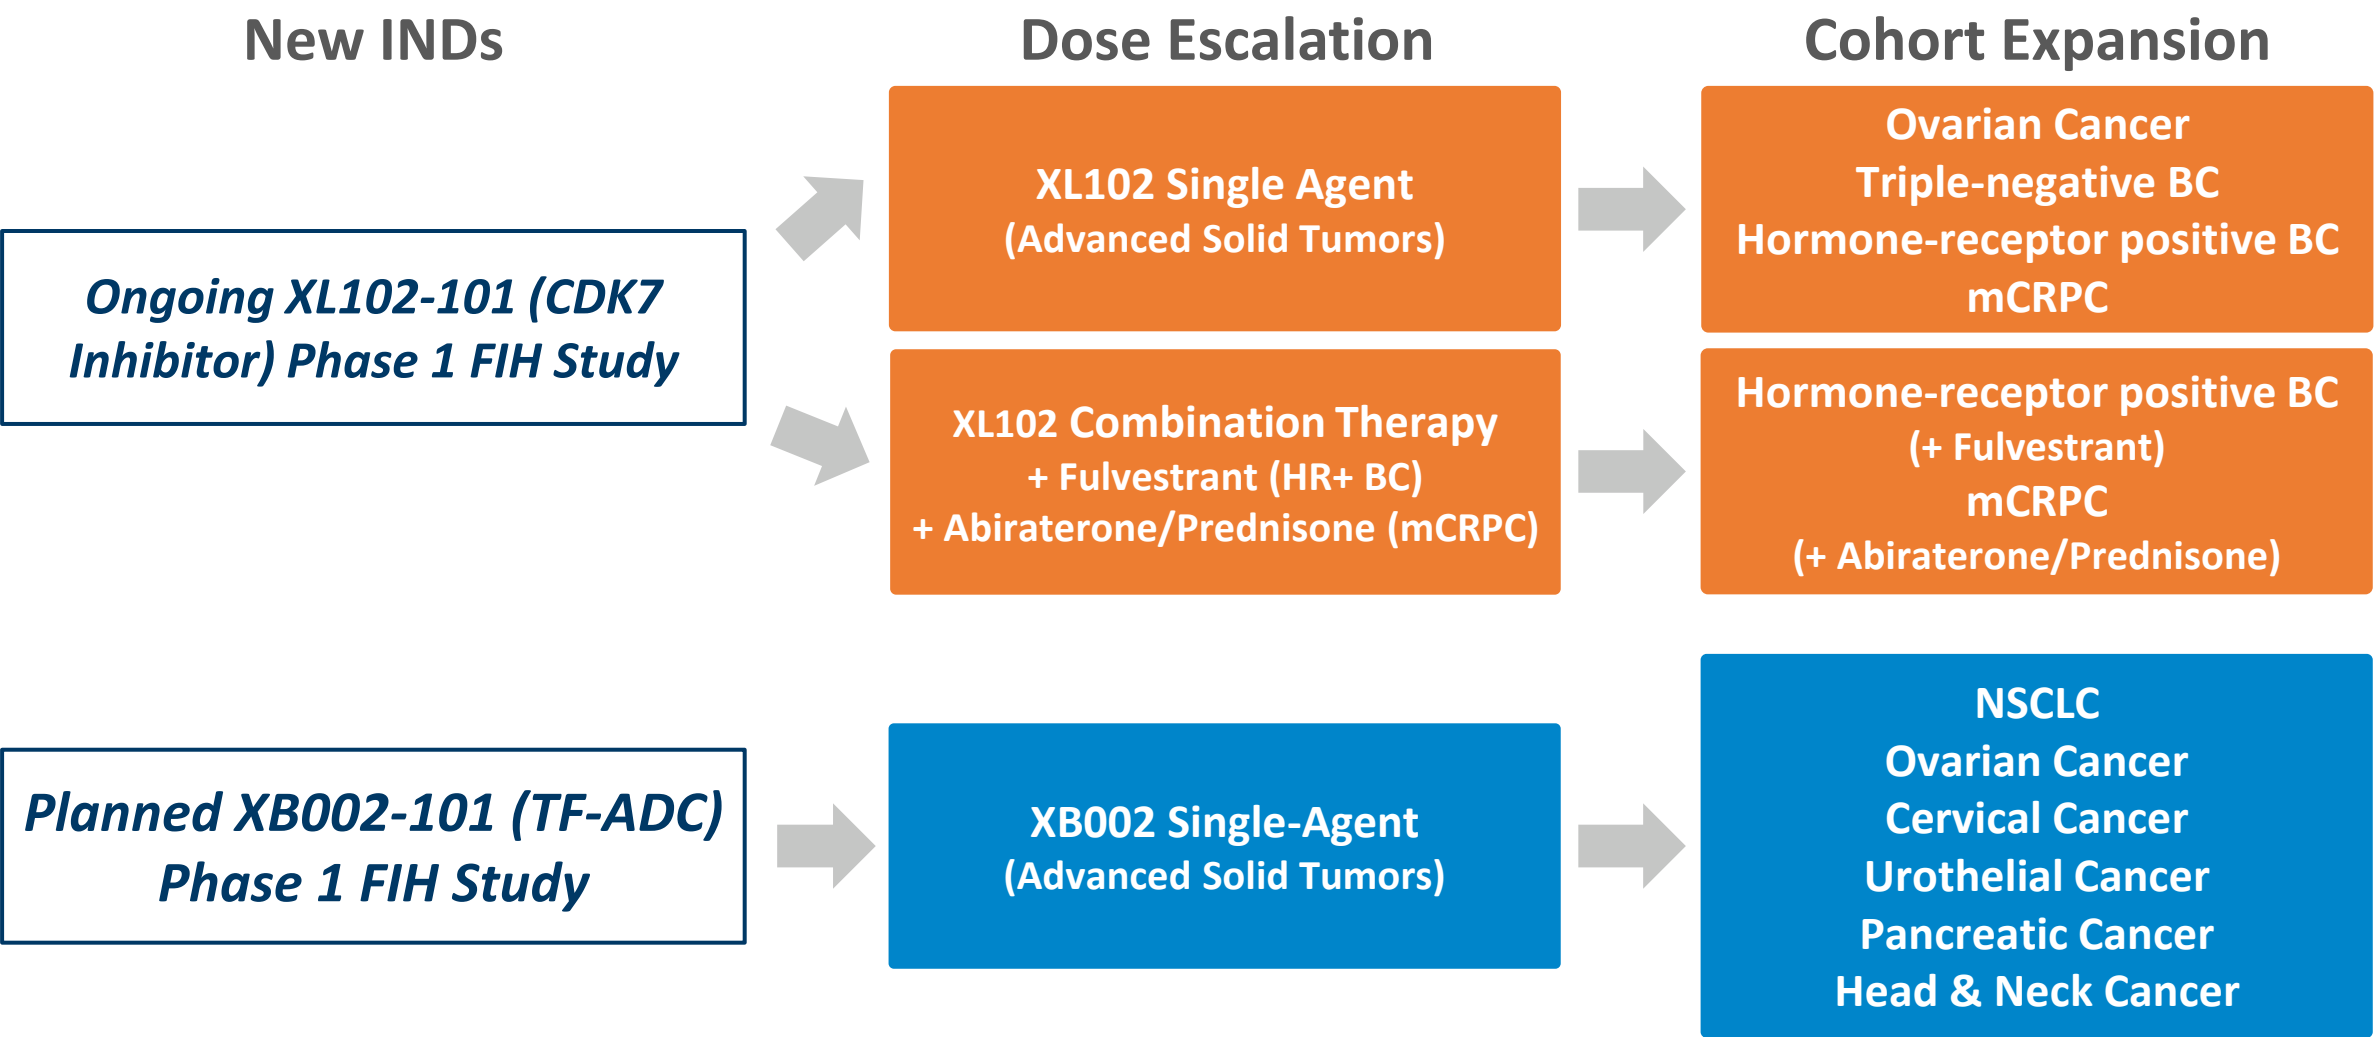 New INDs
Dose Escalation
Cohort Expansion
Ongoing XL102-101 (CDK7
Inhibitor) Phase 1 FIH Study
XL102 Single Agent
(Advanced Solid Tumors)
Ovarian Cancer
Triple-negative BC
Hormone-receptor positive BC
mCRPC
XL102 Combination Therapy
+ Fulvestrant (HR+ BC)
+ Abiraterone/Prednisone (mCRPC)
Hormone-receptor positive BC
(+ Fulvestrant)
mCRPC
(+ Abiraterone/Prednisone)
Planned XB002-101 (TF-ADC)
Phase 1 FIH Study
XB002 Single-Agent
(Advanced Solid Tumors)
NSCLC
Ovarian Cancer
Cervical Cancer
Urothelial Cancer
Pancreatic Cancer
Head & Neck Cancer